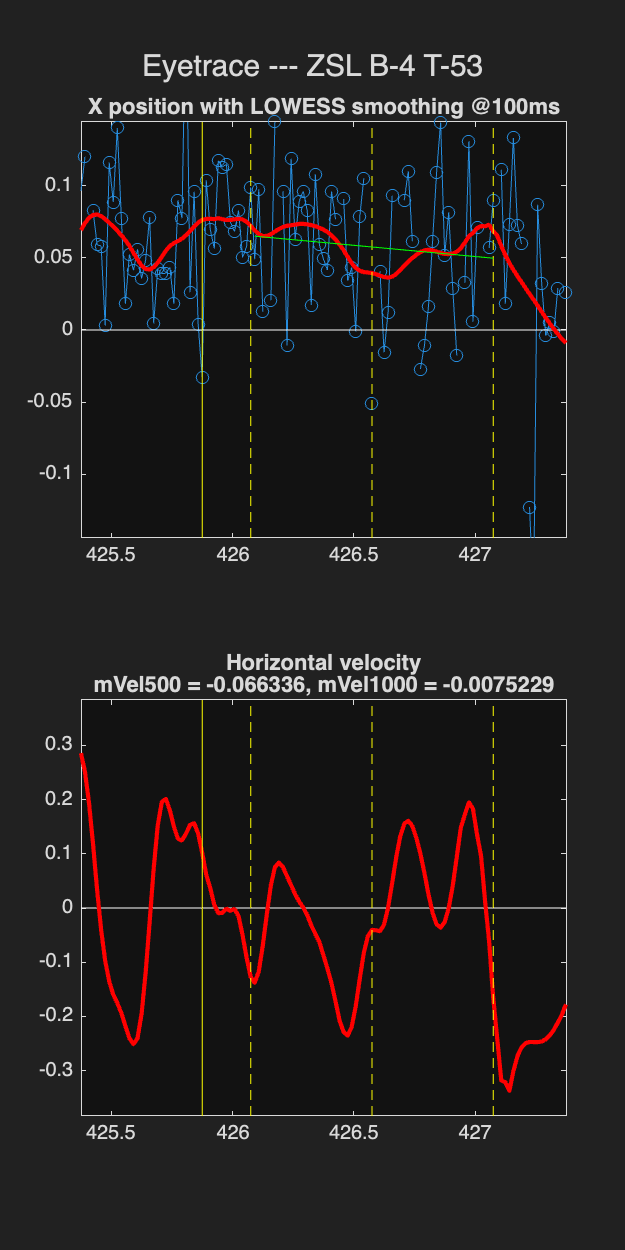 Eyetrace --- ZSL B-4 T-53
X position with LOWESS smoothing @100ms
0.1
0.05
0
-0.05
-0.1
425.5 426 426.5 427
Horizontal velocity
mVel500 = -0.066336, mVel1000 = -0.0075229
0.3
0.2
0.1
0
-0.1
-0.2
-0.3
425.5 426 426.5 427